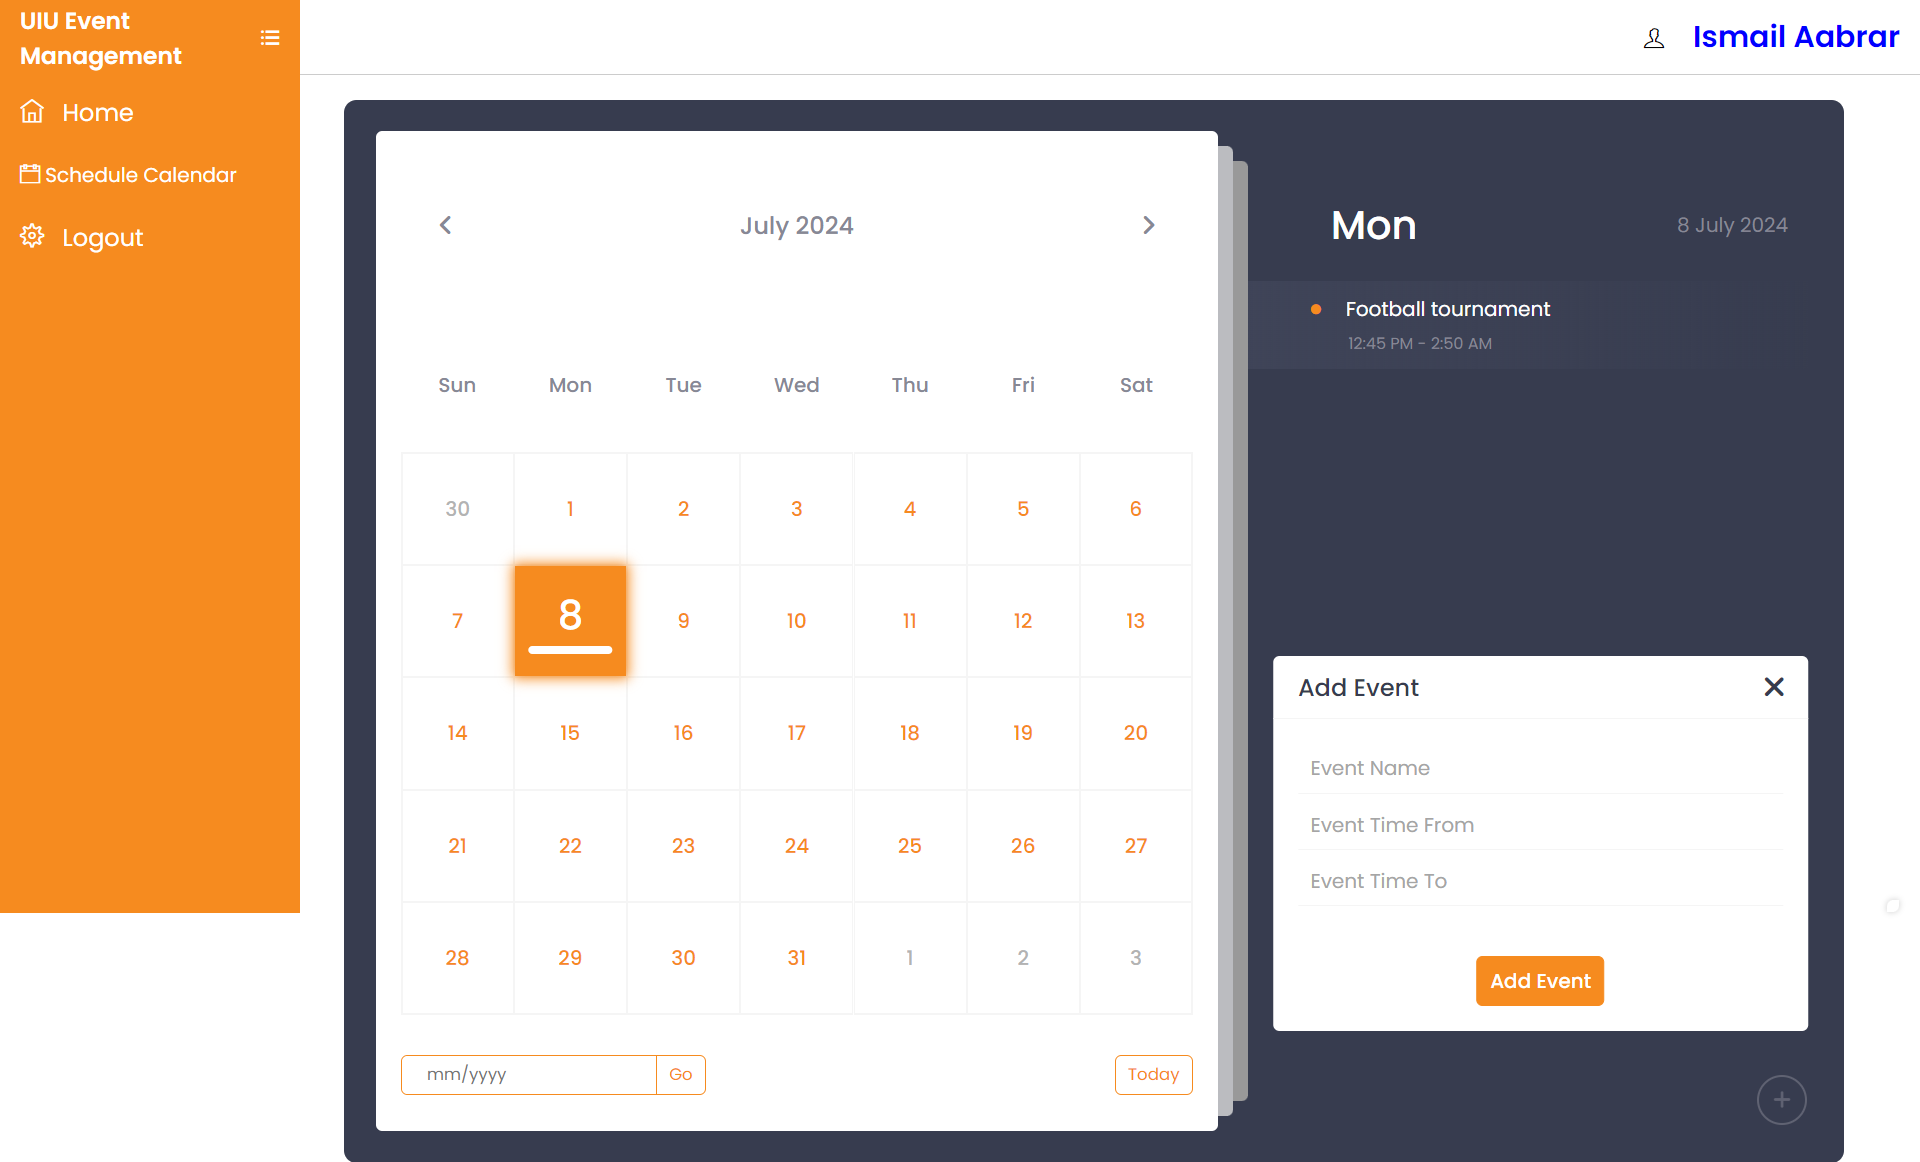 UIU Event
Management
Home
Schedule Calendar
Logout
Ismail Aabrar
July 2024
Sun Mon Tue Wed Thu Fri Sat
30 1 2 3 4 5 6
7 8 9 10 11 12 13
14 15 16 17 18 19 20
21 22 23 24 25 26 27
28 29 30 31 1 2 3
mm/yyyy Go Today
Mon 8 July 2024
Football tournament
12:45 PM - 2:50 AM
Add Event
Event Name
Event Time From
Event Time To
Add Event